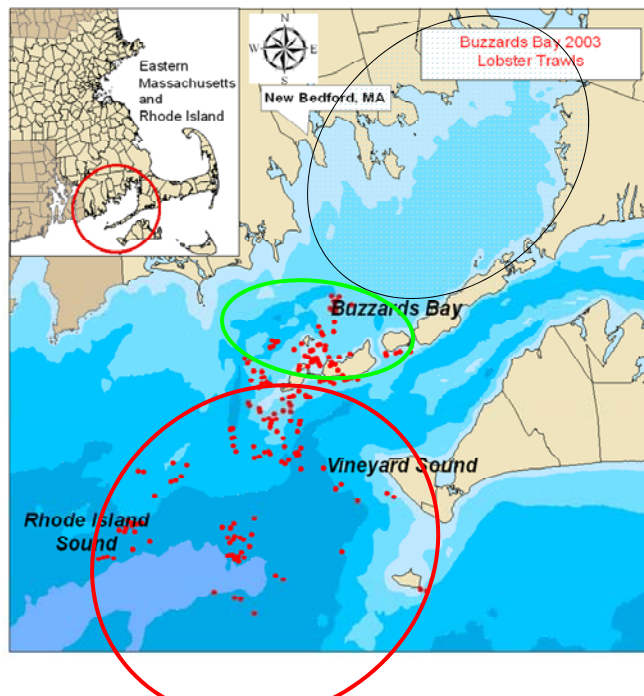 Eastern
Massachusetts
and
Rhode Island
N
W
E
S
New Bedford, MA
Buzzards Bay 2003
Lobster Trawls
Buzzards Bay
Vineyard Sound
Rhode Island
Sound